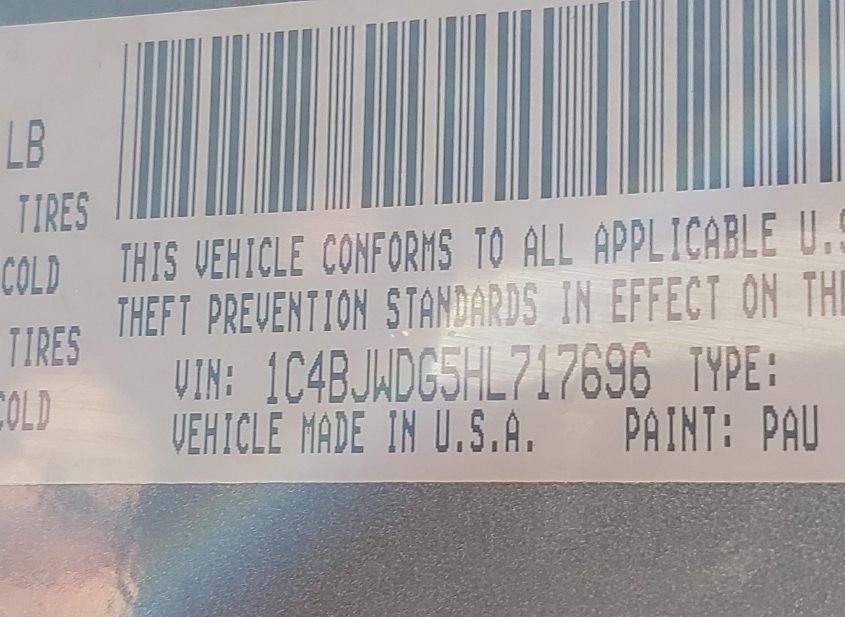 LB
TIRES
COLD
TIRES
COLD
THIS VEHICLE CONFORMS TO ALL APPLICABLE U.S
THEFT PREVENTION STANDARDS IN EFFECT ON THE
VIN: 1C4BJWDG5HL717696 TYPE:
VEHICLE MADE IN U.S.A. PAINT: PAU